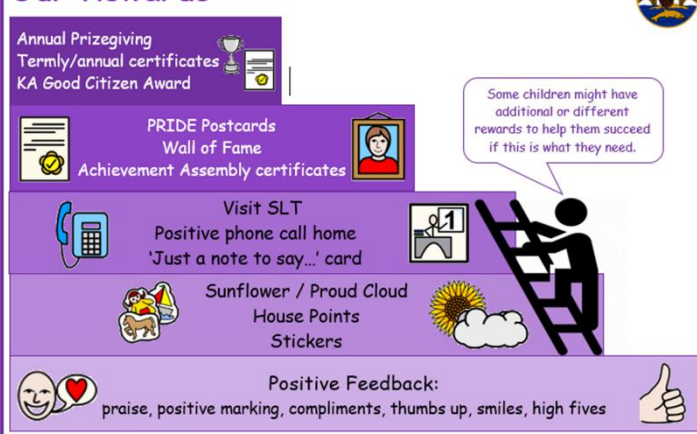 Our Rewards
Annual Prizegiving
Termly/annual certificates
KA Good Citizen Award
Some children might have
additional or different
rewards to help them succeed
if this is what they need.
PRIDE Postcards
Wall of Fame
Achievement Assembly certificates
Visit SLT
Positive phone call home
'Just a note to say...' card
1
Sunflower / Proud Cloud
House Points
Stickers
Positive Feedback:
praise, positive marking, compliments, thumbs up, smiles, high fives